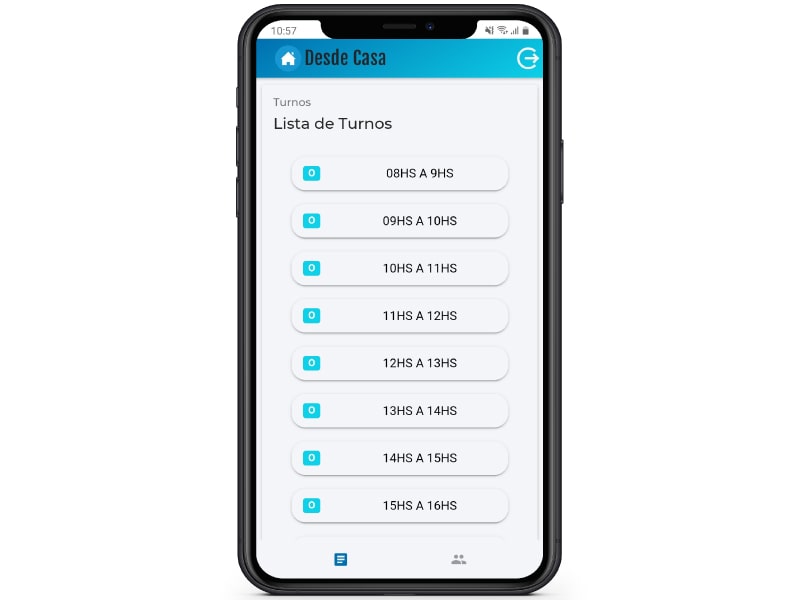 10:57
Desde Casa
Turnos
Lista de Turnos
0 08HS A 9HS
0 09HS A 10HS
0 10HS A 11HS
0 11HS A 12HS
0 12HS A 13HS
0 13HS A 14HS
0 14HS A 15HS
0 15HS A 16HS